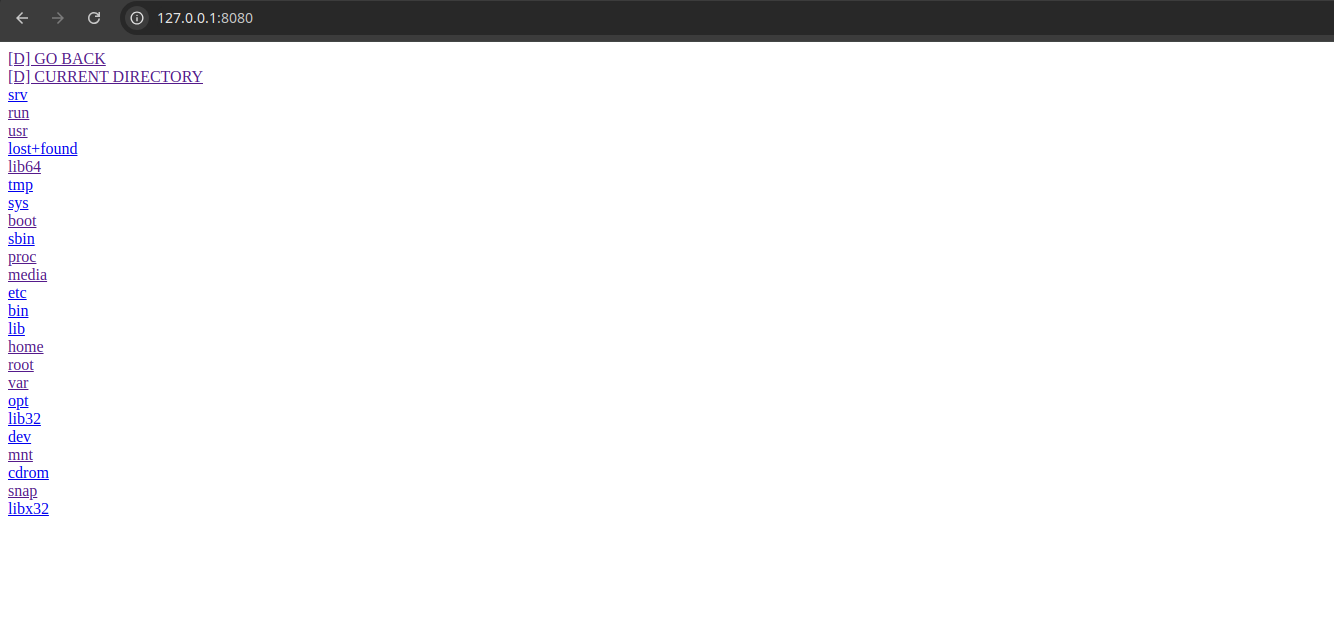 127.0.0.1:8080
[D] GO BACK
[D] CURRENT DIRECTORY
srv
run
usr
lost+found
lib64
tmp
sys
boot
sbin
proc
media
etc
bin
lib
home
root
var
opt
lib32
dev
mnt
cdrom
snap
libx32